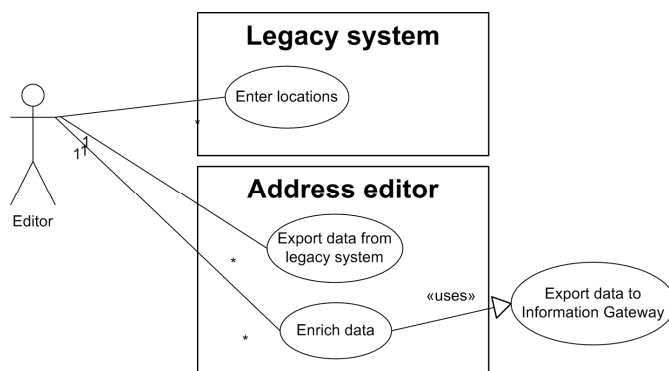 Legacy system
Enter locations
*
1
1
1
Editor
Address editor
Export data from
legacy system
*
«uses»
Export data to
Information Gateway
Enrich data
*